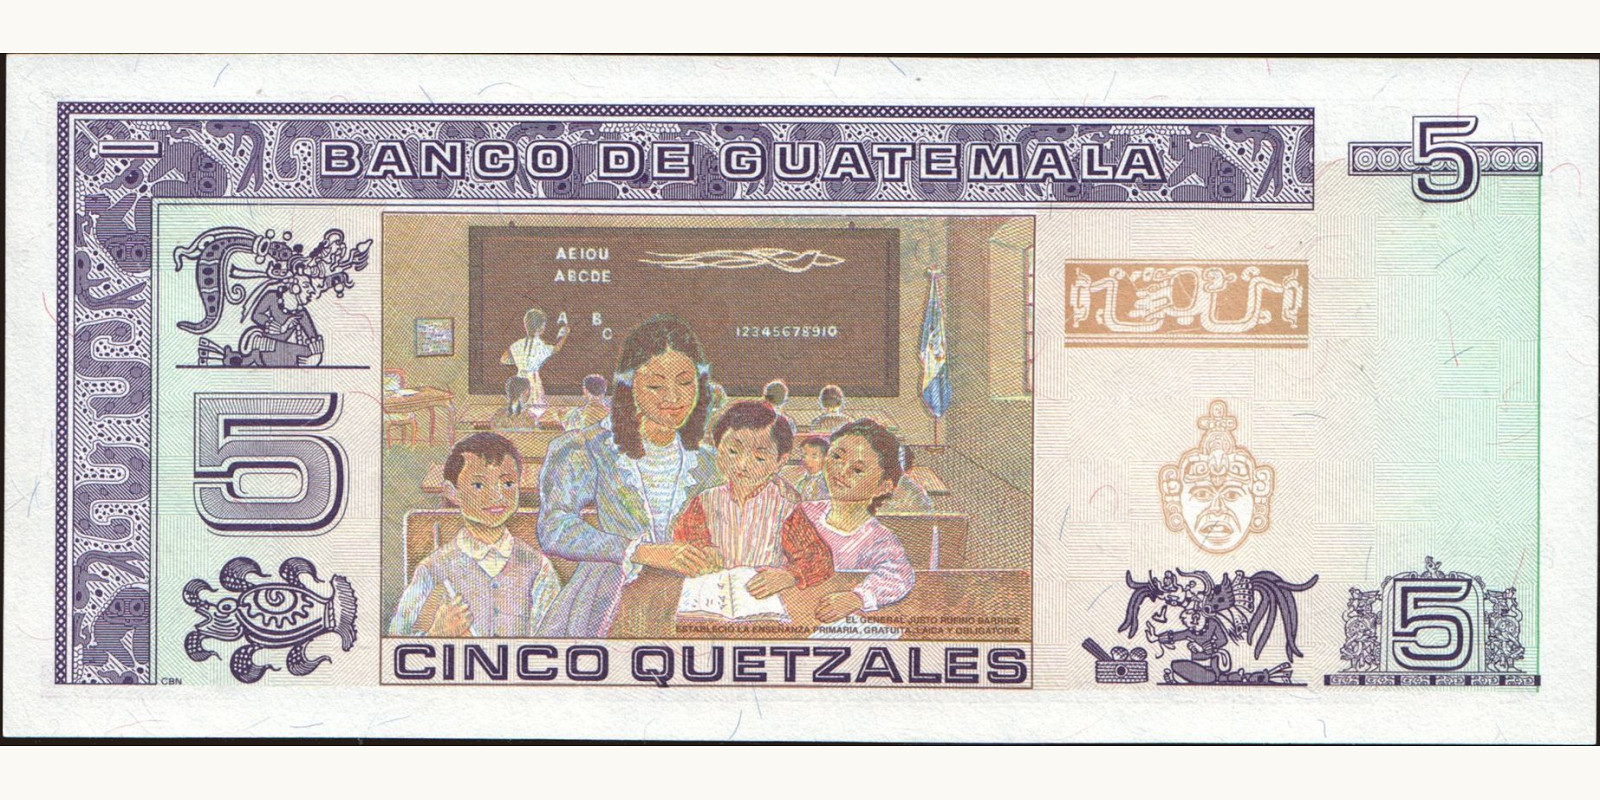 BANCO DE GUATEMALA
5
AEIOU
ABCDE
A B
C
12345678910
5
EL GENERAL JUSTO RUFINO BARRIOS
ESTABLECIO LA ENSEÑANZA PRIMARIA, GRATUITA, LAICA Y OBLIGATORIA
CINCO QUETZALES
5
CBN